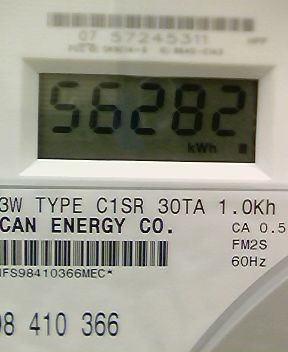 07 57245311
56282
kWh
3W TYPE C1SR 30TA 1.0Kh
CAN ENERGY CO.
CA 0.5
FM2S
60Hz
NFS98410366MEC*
98 410 366